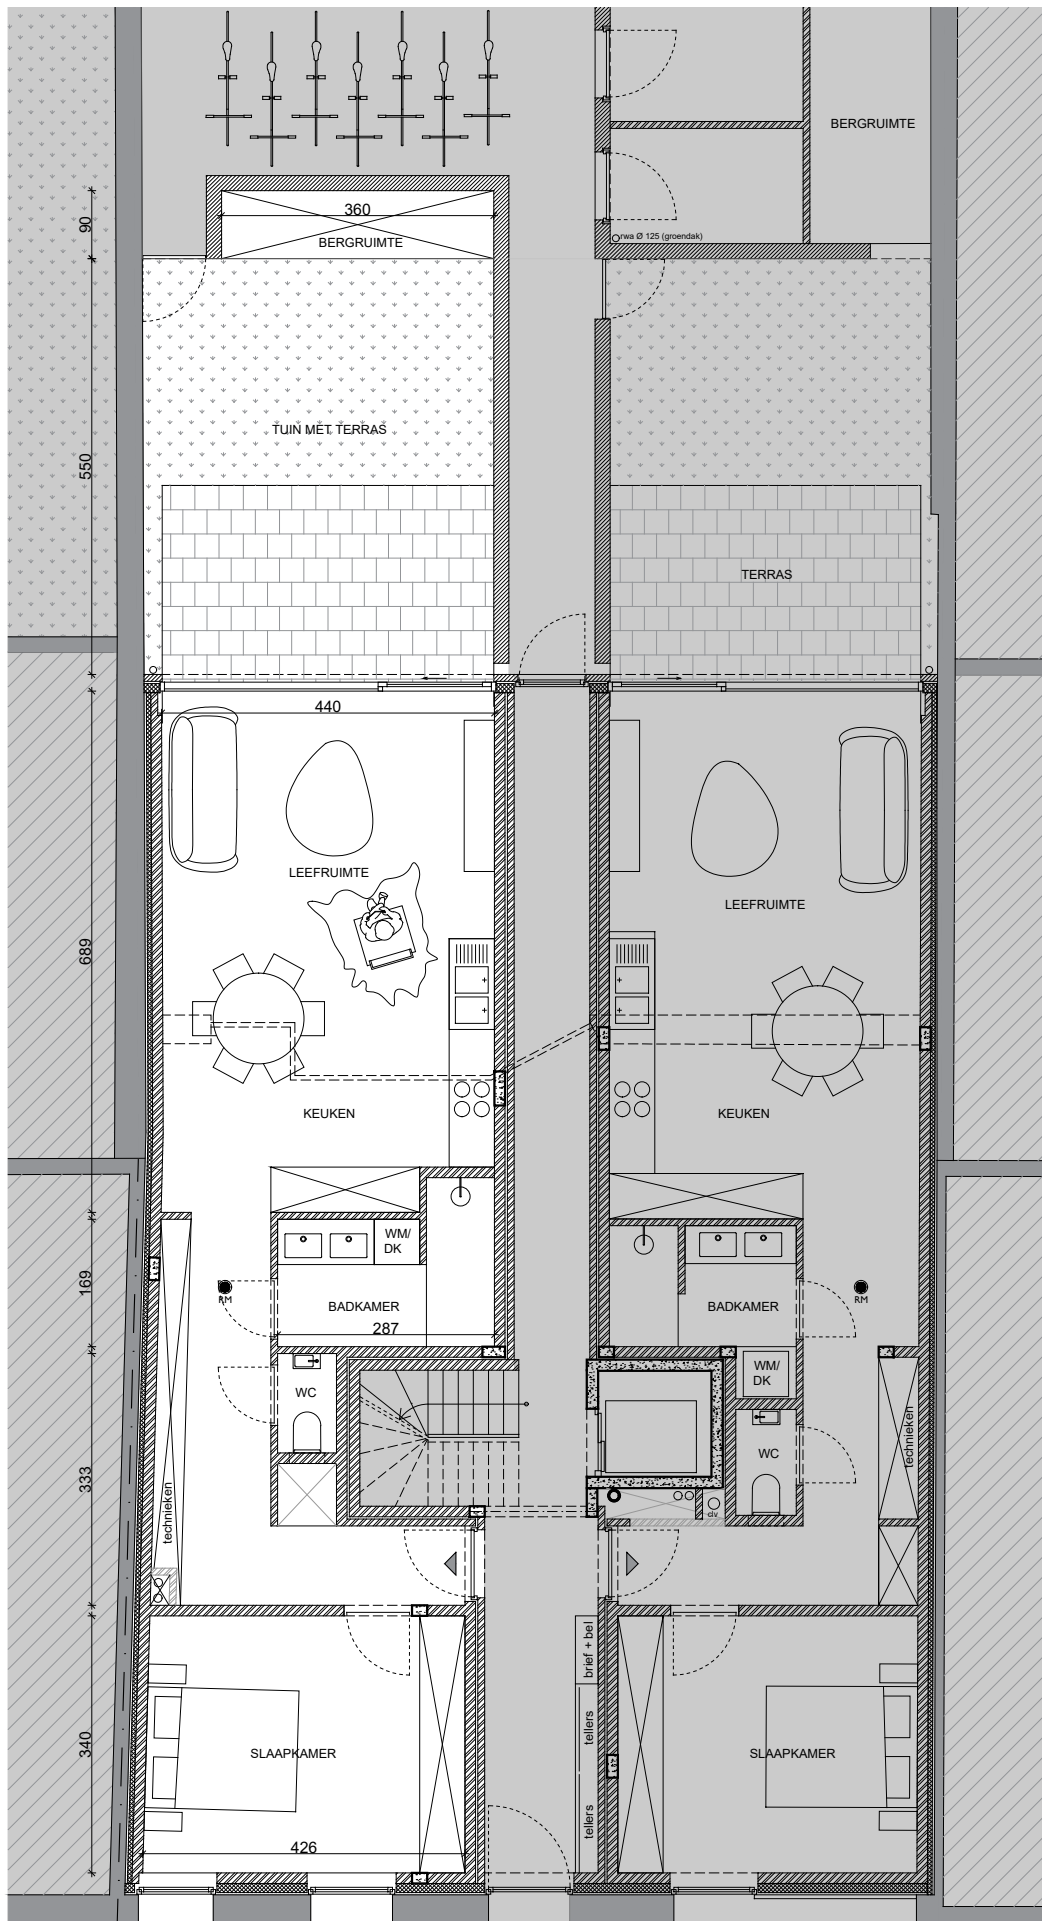 BERGRUIMTE
90
360
BERGRUIMTE
rwa Ø 125 (groendak)
TUIN MET TERRAS
550
TERRAS
440
LEEFRUIMTE
LEEFRUIMTE
689
KEUKEN
KEUKEN
WM/
DK
169
RM
BADKAMER
BADKAMER
RM
287
WC
WM/
DK
WC
333
technieken
technieken
clv
brief + bel
340
SLAAPKAMER
tellers
SLAAPKAMER
tellers
426